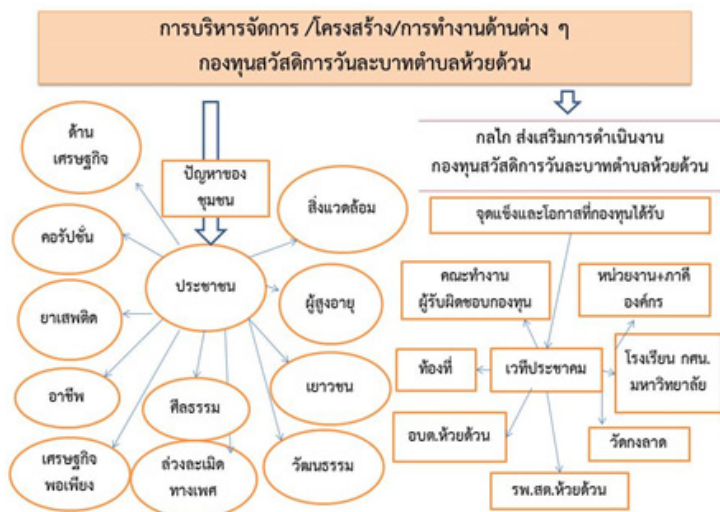 การบริหารจัดการ /โครงสร้าง/การทำงานด้านต่าง ๆ
กองทุนสวัสดิการวันละบาทตำบลห้วยด้วน
ด้าน
เศรษฐกิจ
ปัญหาของ
ชุมชน
สิ่งแวดล้อม
คอรัปชั่น
ประชาชน
ผู้สูงอายุ
ยาเสพติด
เยาวชน
อาชีพ
ศีลธรรม
เศรษฐกิจ
พอเพียง
ล่วงละเมิด
ทางเพศ
วัฒนธรรม
กลไก ส่งเสริมการดำเนินงาน
กองทุนสวัสดิการวันละบาทตำบลห้วยด้วน
จุดแข็งและโอกาสที่กองทุนได้รับ
คณะทำงาน
ผู้รับผิดชอบกองทุน
หน่วยงาน+ภาคี
องค์กร
ท้องที่
เวทีประชาคม
โรงเรียน กศน.
มหาวิทยาลัย
อบต.ห้วยด้วน
วัดกงลาด
รพ.สต.ห้วยด้วน